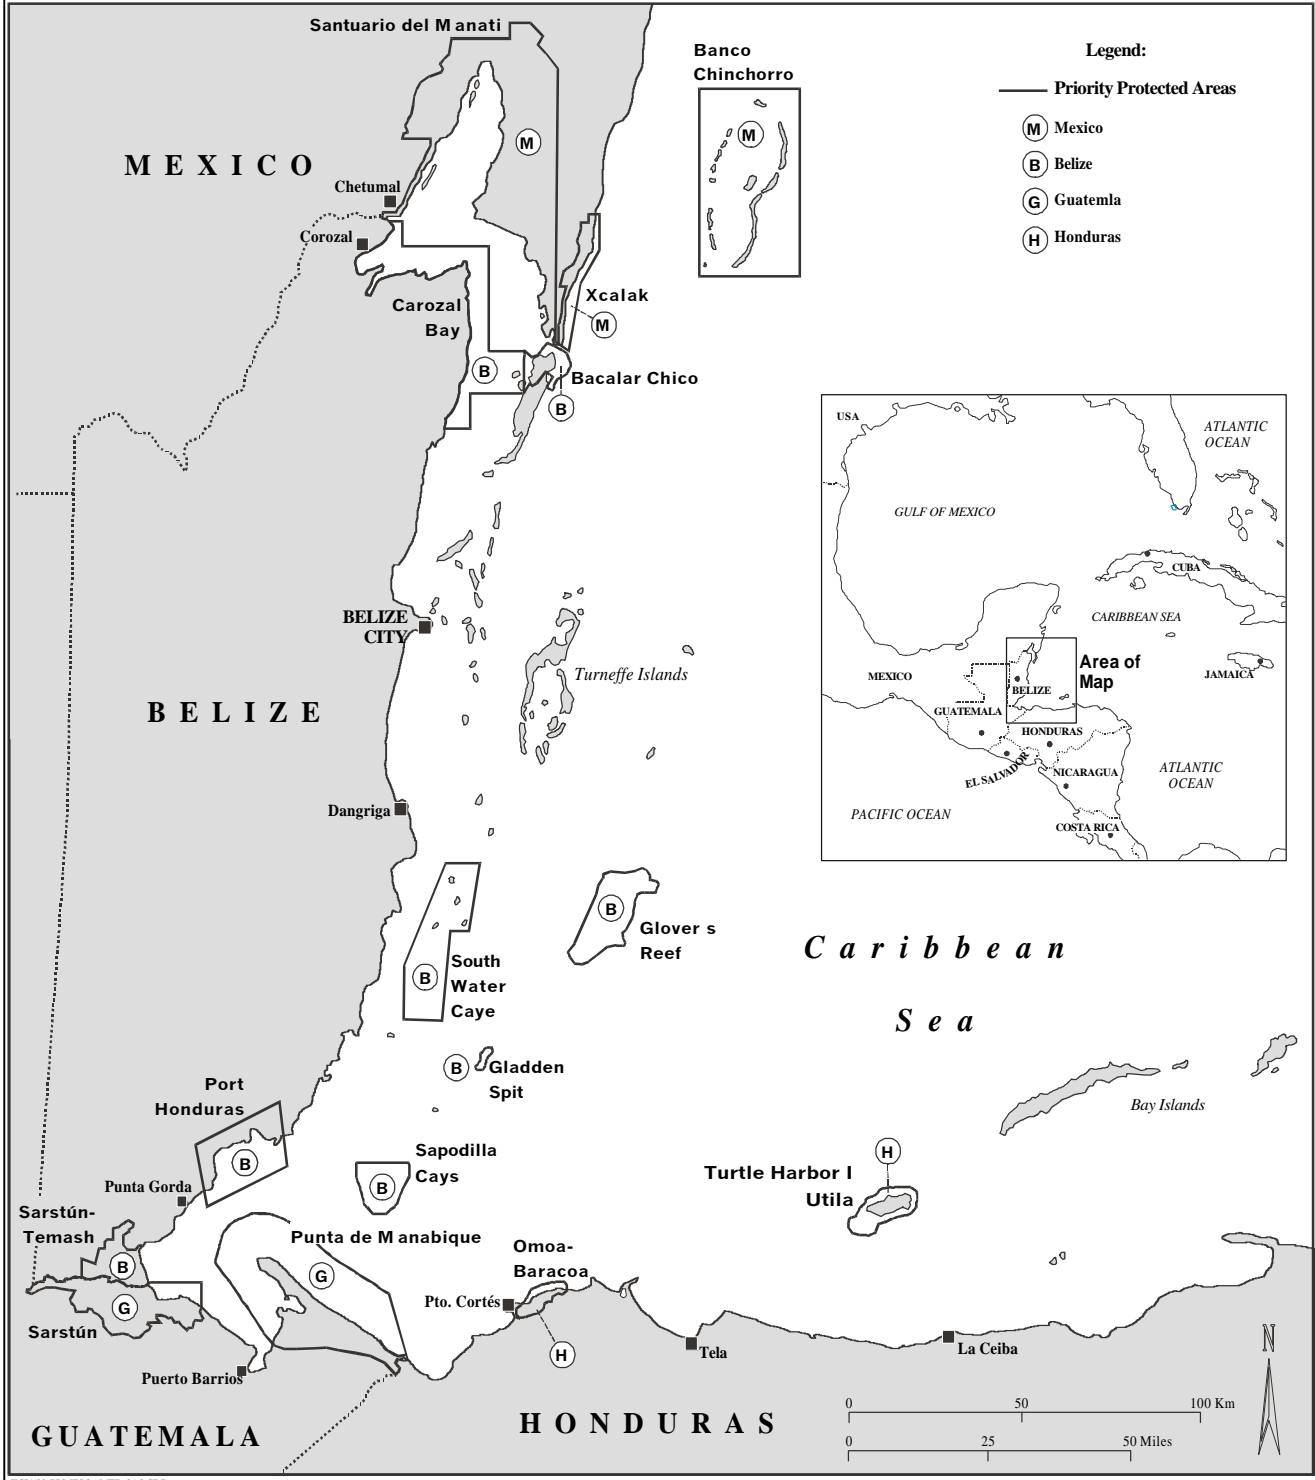 Santuario del Manati
Banco
Chinchorro
Legend:
Priority Protected Areas
M Mexico
B Belize
G Guatemla
H Honduras
M
M
MEXICO
Chetumal
Corozal
Carozal
Bay
Xcalak
M
B
Bacalar Chico
B
USA
ATLANTIC
OCEAN
GULF OF MEXICO
CUBA
CARIBBEAN SEA
Area of
Map
MEXICO
BELIZE
JAMAICA
GUATEMALA
HONDURAS
EL SALVADOR
NICARAGUA
ATLANTIC
OCEAN
PACIFIC OCEAN
COSTA RICA
BELIZE
CITY
Turneffe Islands
BELIZE
Dangriga
B
Glover s
Reef
Caribbean
Sea
B
South
Water
Caye
B
Gladden
Spit
Port
Honduras
B
Bay Islands
Sapodilla
Cays
B
H
Turtle Harbor I
Utila
Punta Gorda
Sarstún-
Temash
B
Punta de Manabique
G
Omoa-
Baracoa
G
Sarstún
Pto. Cortés
H
Tela
La Ceiba
N
Puerto Barrios
GUATEMALA
HONDURAS
0 50 100 Km
0 25 50 Miles